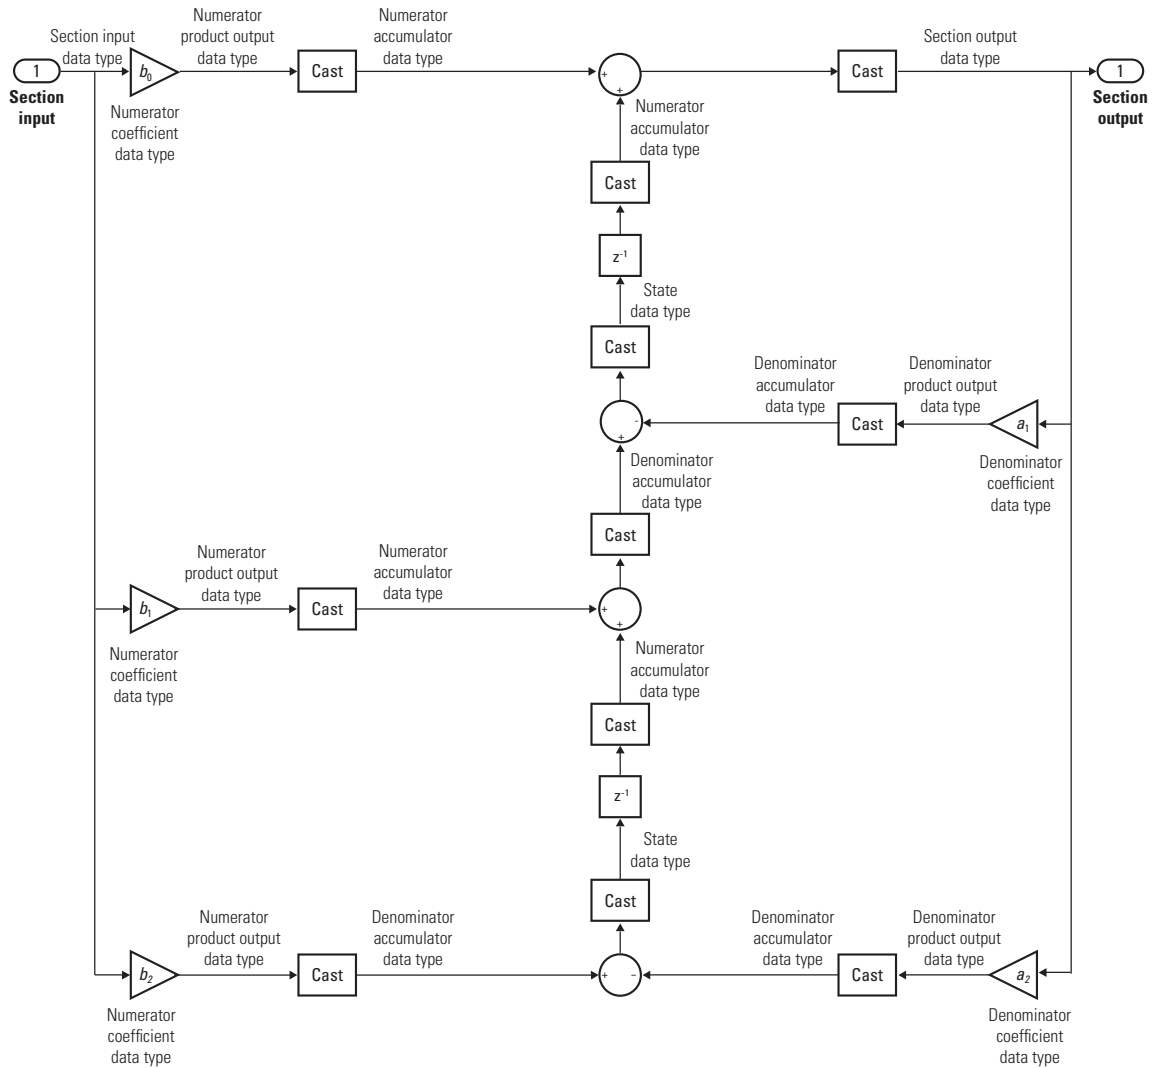 Section input
data type
1
Section
input
b0
Numerator
coefficient
data type
Numerator
product output
data type
Cast
Numerator
accumulator
data type
+
+
Cast
Section output
data type
1
Section
output
Numerator
accumulator
data type
Cast
z-1
State
data type
Cast
-
+
Denominator
accumulator
data type
Cast
Denominator
product output
data type
a1
Denominator
coefficient
data type
Denominator
accumulator
data type
Cast
b1
Numerator
coefficient
data type
Numerator
product output
data type
Cast
Numerator
accumulator
data type
+
+
Numerator
accumulator
data type
Cast
z-1
State
data type
Cast
b2
Numerator
coefficient
data type
Numerator
product output
data type
Cast
Denominator
accumulator
data type
+
-
Denominator
accumulator
data type
Cast
Denominator
product output
data type
a2
Denominator
coefficient
data type